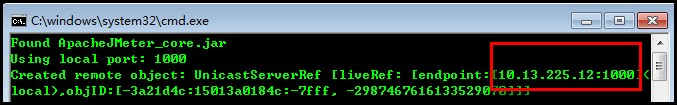 C:\windows\system32\cmd.exe
Found ApacheJMeter_core.jar
Using local port: 1000
Created remote object: UnicastServerRef [liveRef: [endpoint:[10.13.225.12:1000](
local),objID:[-3a21d4c:15013a0184c:-7fff, -2987467616133529070]]]